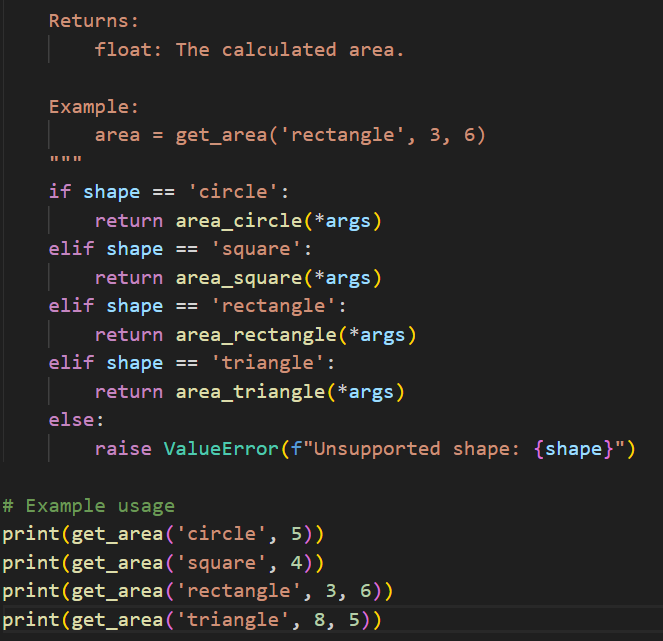 Returns:
        float: The calculated area.

    Example:
        area = get_area('rectangle', 3, 6)
    """
    if shape == 'circle':
        return area_circle(*args)
    elif shape == 'square':
        return area_square(*args)
    elif shape == 'rectangle':
        return area_rectangle(*args)
    elif shape == 'triangle':
        return area_triangle(*args)
    else:
        raise ValueError(f"Unsupported shape: {shape}")

# Example usage
print(get_area('circle', 5))
print(get_area('square', 4))
print(get_area('rectangle', 3, 6))
print(get_area('triangle', 8, 5))